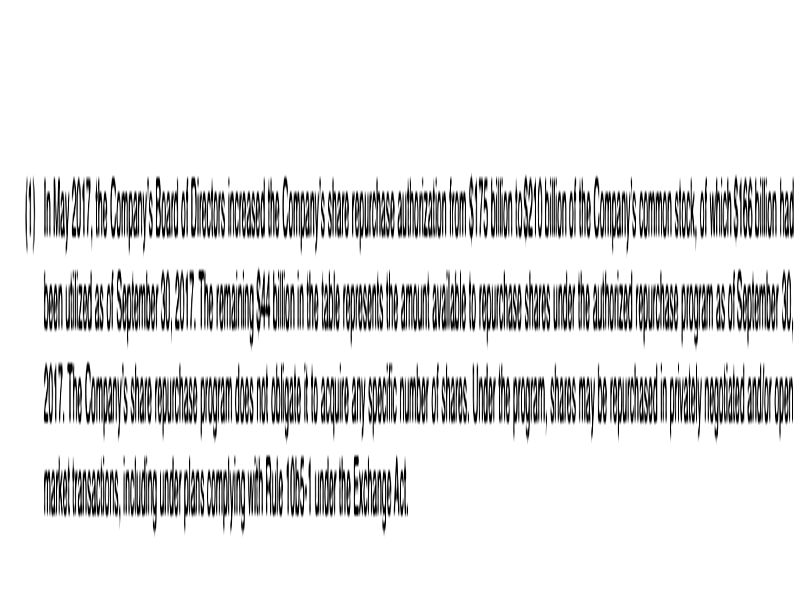 (1) In May 2017, the Company's Board of Directors increased the Company's share repurchase authorization from $175 billion to $210 billion of the Company's common stock, of which $166 billion had
been utilized as of September 30, 2017. The remaining $44 billion in the table represents the amount available to repurchase shares under the authorized repurchase program as of September 30,
2017. The Company's share repurchase program does not obligate it to acquire any specific number of shares. Under the program, shares may be repurchased in privately negotiated and/or open
market transactions, including under plans complying with Rule 10b5-1 under the Exchange Act.